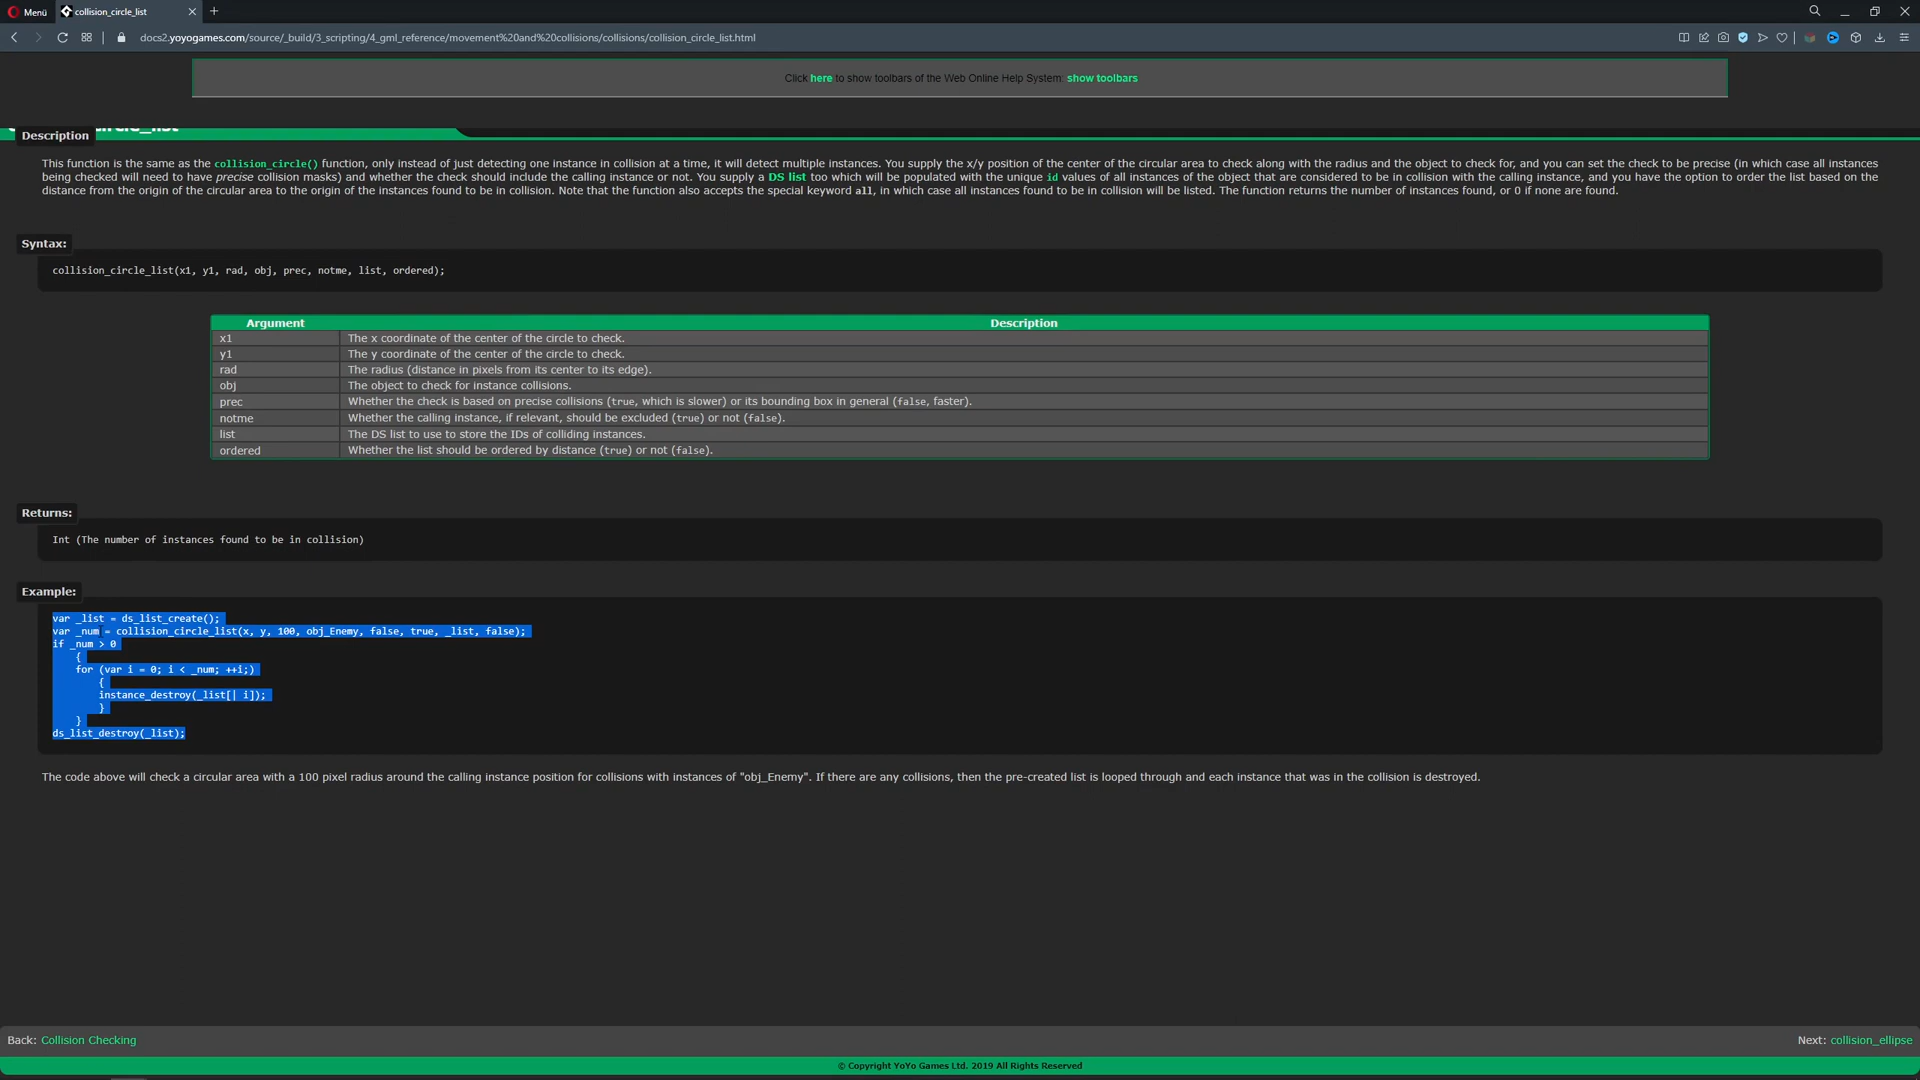 Menü
collision_circle_list
docs2.yoyogames.com/source/_build/3_scripting/4_gml_reference/movement%20and%20collisions/collisions/collision_circle_list.html
Click here to show toolbars of the Web Online Help System: show toolbars
Description
This function is the same as the collision_circle() function, only instead of just detecting one instance in collision at a time, it will detect multiple instances. You supply the x/y position of the center of the circular area to check along with the radius and the object to check for, and you can set the check to be precise (in which case all instances
being checked will need to have precise collision masks) and whether the check should include the calling instance or not. You supply a DS list too which will be populated with the unique id values of all instances of the object that are considered to be in collision with the calling instance, and you have the option to order the list based on the
distance from the origin of the circular area to the origin of the instances found to be in collision. Note that the function also accepts the special keyword all, in which case all instances found to be in collision will be listed. The function returns the number of instances found, or 0 if none are found.
Syntax:
collision_circle_list(x1, y1, rad, obj, prec, notme, list, ordered);
Argument Description
x1 The x coordinate of the center of the circle to check.
y1 The y coordinate of the center of the circle to check.
rad The radius (distance in pixels from its center to its edge).
obj The object to check for instance collisions.
prec Whether the check is based on precise collisions (true, which is slower) or its bounding box in general (false, faster).
notme Whether the calling instance, if relevant, should be excluded (true) or not (false).
list The DS list to use to store the IDs of colliding instances.
ordered Whether the list should be ordered by distance (true) or not (false).
Returns:
Int (The number of instances found to be in collision)
Example:
var _list = ds_list_create();
var _num = collision_circle_list(x, y, 100, obj_Enemy, false, true, _list, false);
if _num > 0
{
for (var i = 0; i < _num; ++i;)
{
instance_destroy(_list[| i]);
}
}
ds_list_destroy(_list);
The code above will check a circular area with a 100 pixel radius around the calling instance position for collisions with instances of "obj_Enemy". If there are any collisions, then the pre-created list is looped through and each instance that was in the collision is destroyed.
Back: Collision Checking
Next: collision_ellipse
© Copyright YoYo Games Ltd. 2019 All Rights Reserved